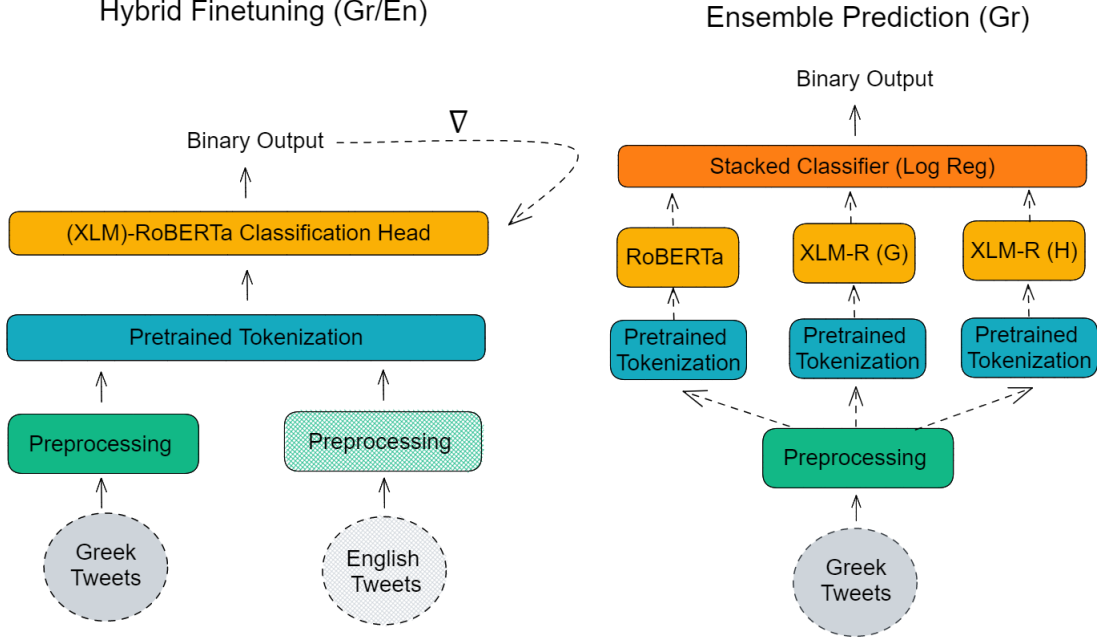 Hybrid Finetuning (Gr/En)
Binary Output
∇
(XLM)-RoBERTa Classification Head
Pretrained Tokenization
Preprocessing
Preprocessing
Greek
Tweets
English
Tweets
Ensemble Prediction (Gr)
Binary Output
Stacked Classifier (Log Reg)
RoBERTa
XLM-R (G)
XLM-R (H)
Pretrained
Tokenization
Pretrained
Tokenization
Pretrained
Tokenization
Preprocessing
Greek
Tweets